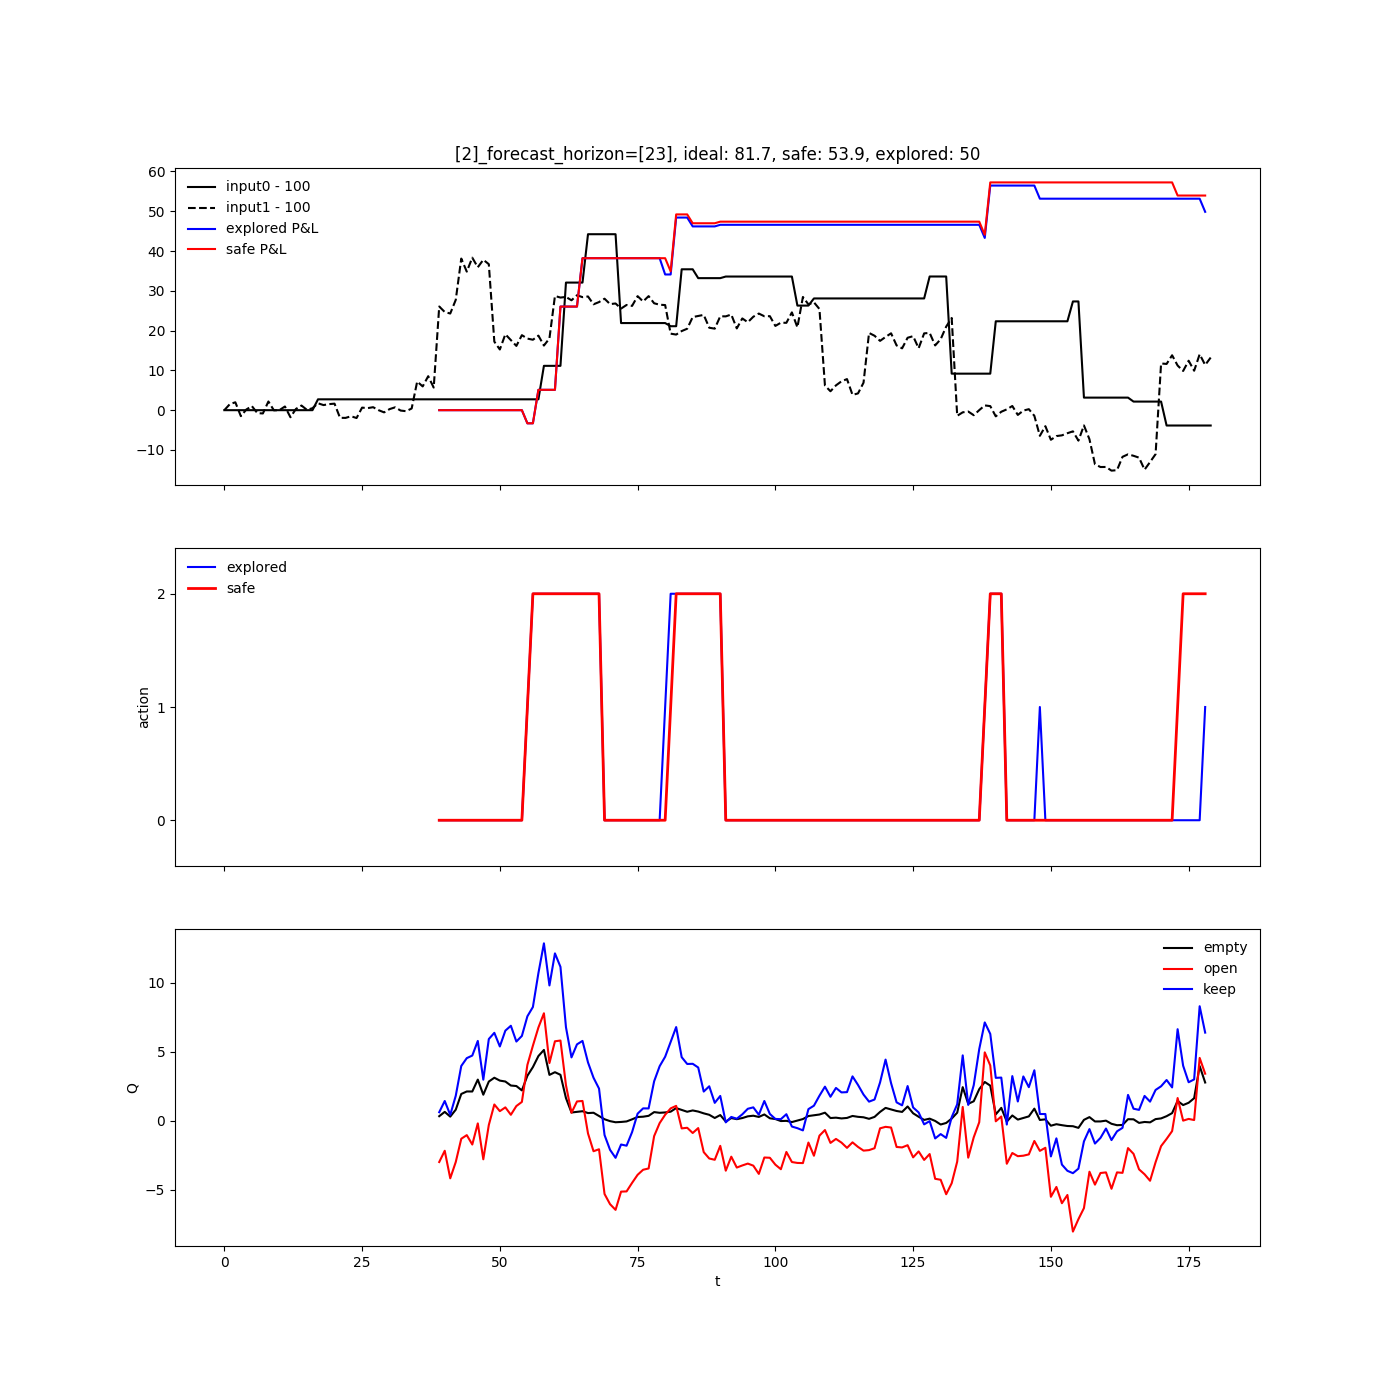 [2]_forecast_horizon=[23], ideal: 81.7, safe: 53.9, explored: 50
60
50
40
30
20
10
0
−10
input0 - 100
input1 - 100
explored P&L
safe P&L
action
2
1
0
explored
safe
Q
10
5
0
−5
empty
open
keep
0 25 50 75 100 125 150 175
t